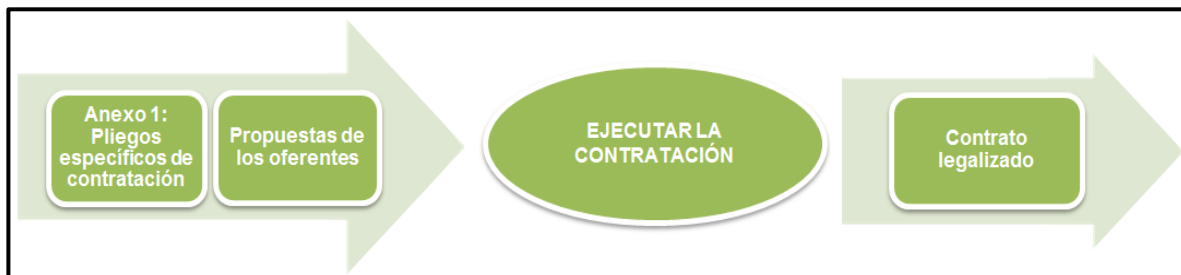 Anexo 1:
Pliegos
específicos de
contratación
Propuestas de
los oferentes
EJECUTAR LA
CONTRATACIÓN
Contrato
legalizado